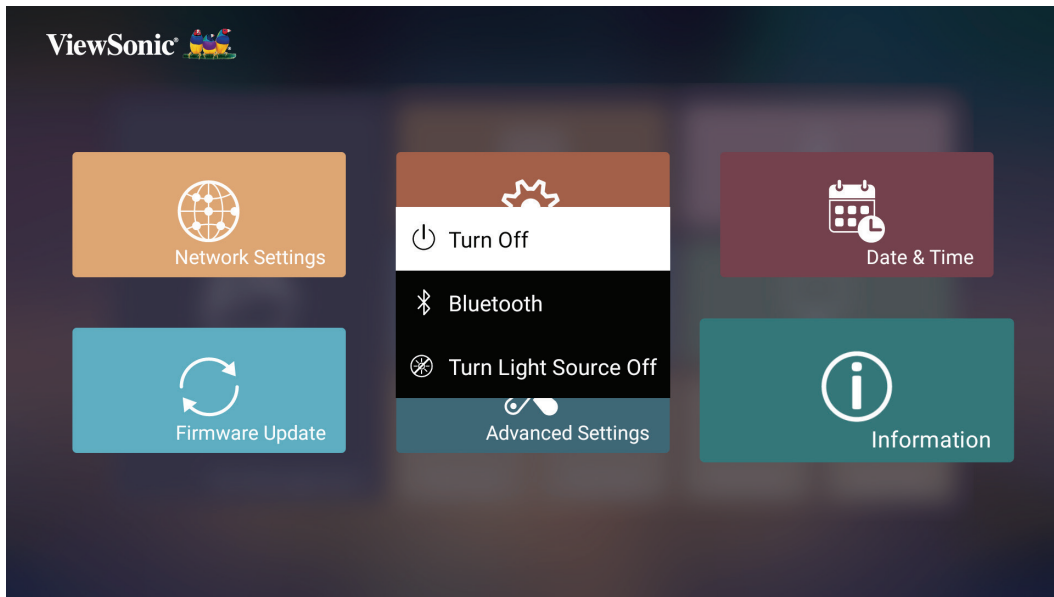 ViewSonic®
Network Settings
Turn Off
Bluetooth
Turn Light Source Off
Date & Time
Firmware Update
Advanced Settings
Information